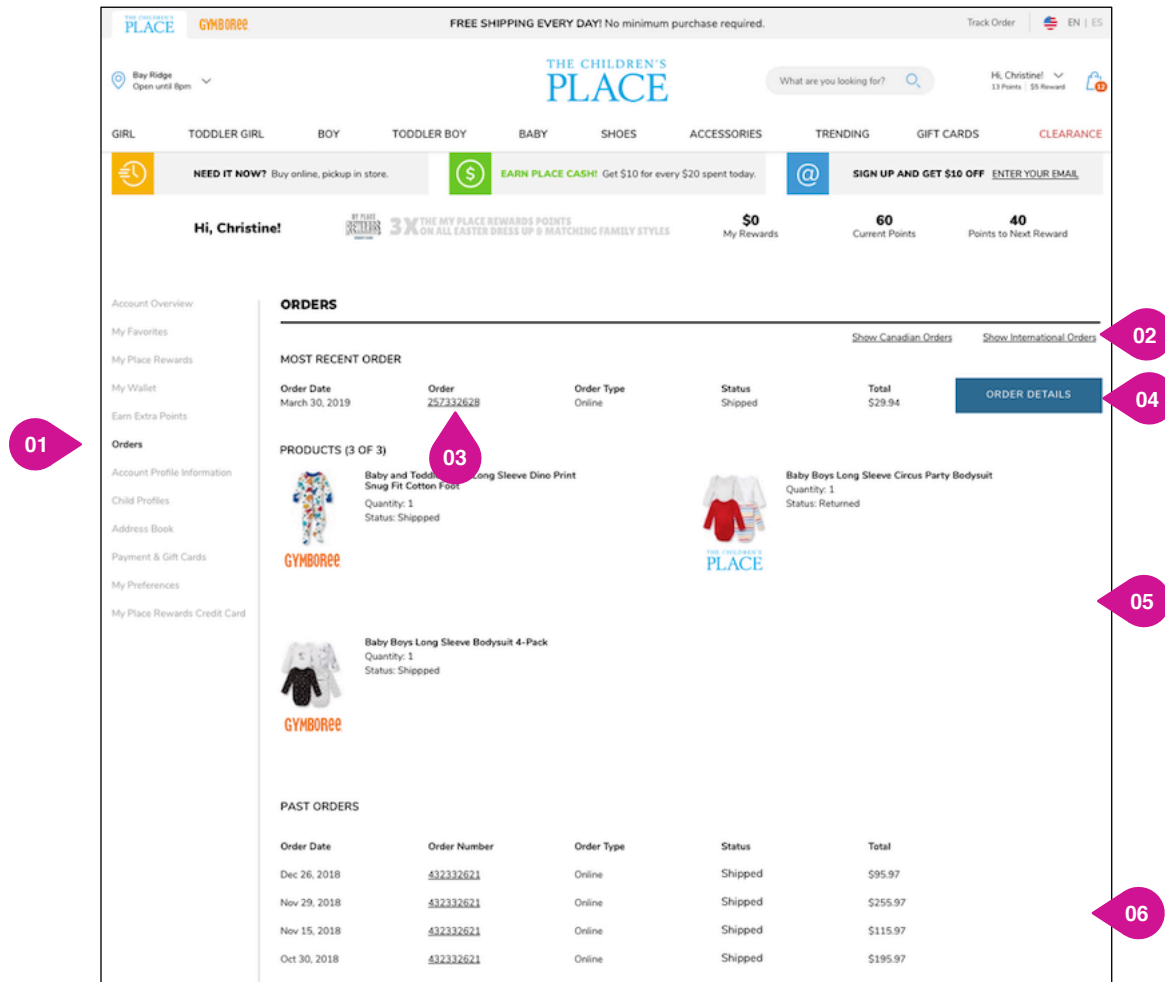 THE CHILDREN'S
PLACE
GYMBOREE
FREE SHIPPING EVERY DAY! No minimum purchase required.
Track Order
EN | ES
Bay Ridge
Open until 8pm
THE CHILDREN'S
PLACE
What are you looking for?
Hi, Christine!
13 Points | $5 Reward
12
GIRL TODDLER GIRL BOY TODDLER BOY BABY SHOES ACCESSORIES TRENDING GIFT CARDS CLEARANCE
NEED IT NOW? Buy online, pickup in store.
$
EARN PLACE CASH! Get $10 for every $20 spent today.
@
SIGN UP AND GET $10 OFF ENTER YOUR EMAIL
Hi, Christine!
MY PLACE
REWARDS
3X THE MY PLACE REWARDS POINTS
ON ALL EASTER DRESS UP & MATCHING FAMILY STYLES
$0
My Rewards
60
Current Points
40
Points to Next Reward
Account Overview
My Favorites
My Place Rewards
My Wallet
Earn Extra Points
01
Orders
Account Profile Information
Child Profiles
Address Book
Payment & Gift Cards
My Preferences
My Place Rewards Credit Card
ORDERS
Show Canadian Orders Show International Orders
02
MOST RECENT ORDER
Order Date Order Order Type Status Total
March 30, 2019 257332628 Online Shipped $29.94
ORDER DETAILS
04
03
PRODUCTS (3 OF 3)
Baby and Long Sleeve Dino Print
Snug Fit Cotton Foot
Quantity: 1
Status: Shippped
GYMBOREE
Baby Boys Long Sleeve Circus Party Bodysuit
Quantity: 1
Status: Returned
THE CHILDREN'S
PLACE
05
Baby Boys Long Sleeve Bodysuit 4-Pack
Quantity: 1
Status: Shippped
GYMBOREE
PAST ORDERS
Order Date Order Number Order Type Status Total
Dec 26, 2018 432332621 Online Shipped $95.97
Nov 29, 2018 432332621 Online Shipped $255.97
06
Nov 15, 2018 432332621 Online Shipped $115.97
Oct 30, 2018 432332621 Online Shipped $195.97